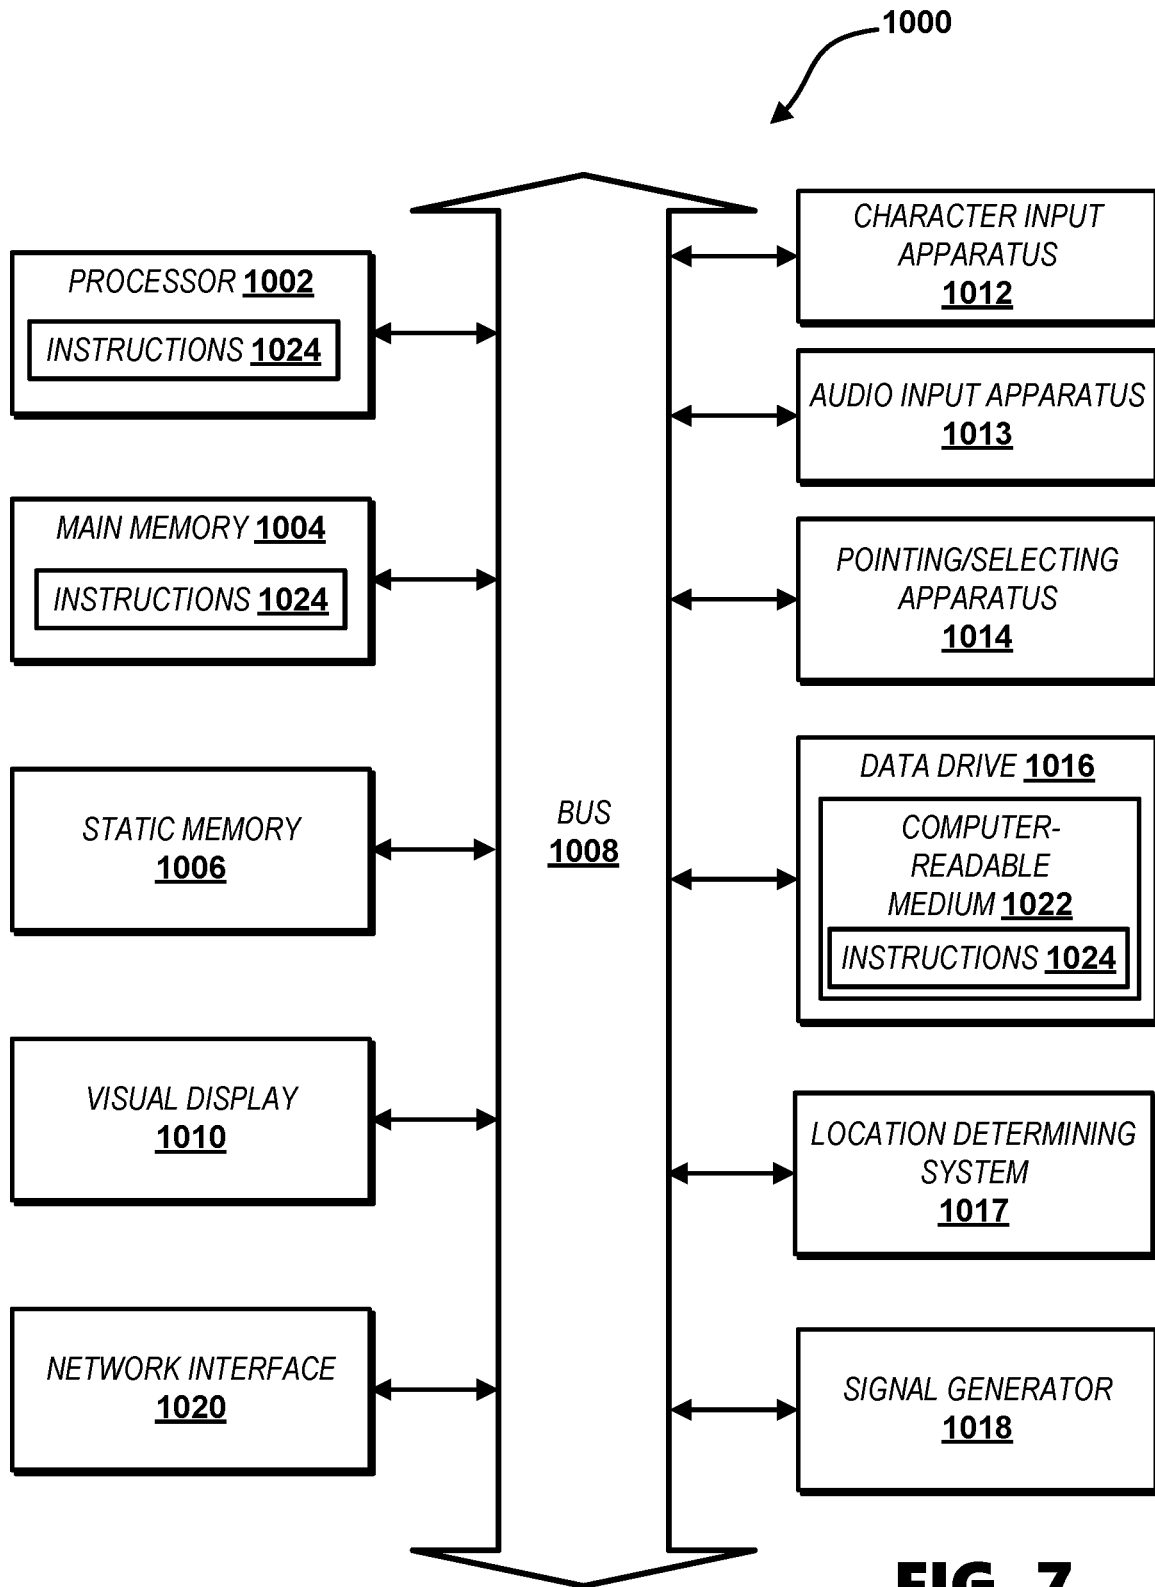 1000
PROCESSOR 1002
INSTRUCTIONS 1024
MAIN MEMORY 1004
INSTRUCTIONS 1024
STATIC MEMORY
1006
VISUAL DISPLAY
1010
NETWORK INTERFACE
1020
BUS
1008
CHARACTER INPUT
APPARATUS
1012
AUDIO INPUT APPARATUS
1013
POINTING/SELECTING
APPARATUS
1014
DATA DRIVE 1016
COMPUTER-
READABLE
MEDIUM 1022
INSTRUCTIONS 1024
LOCATION DETERMINING
SYSTEM
1017
SIGNAL GENERATOR
1018
FIG. 7